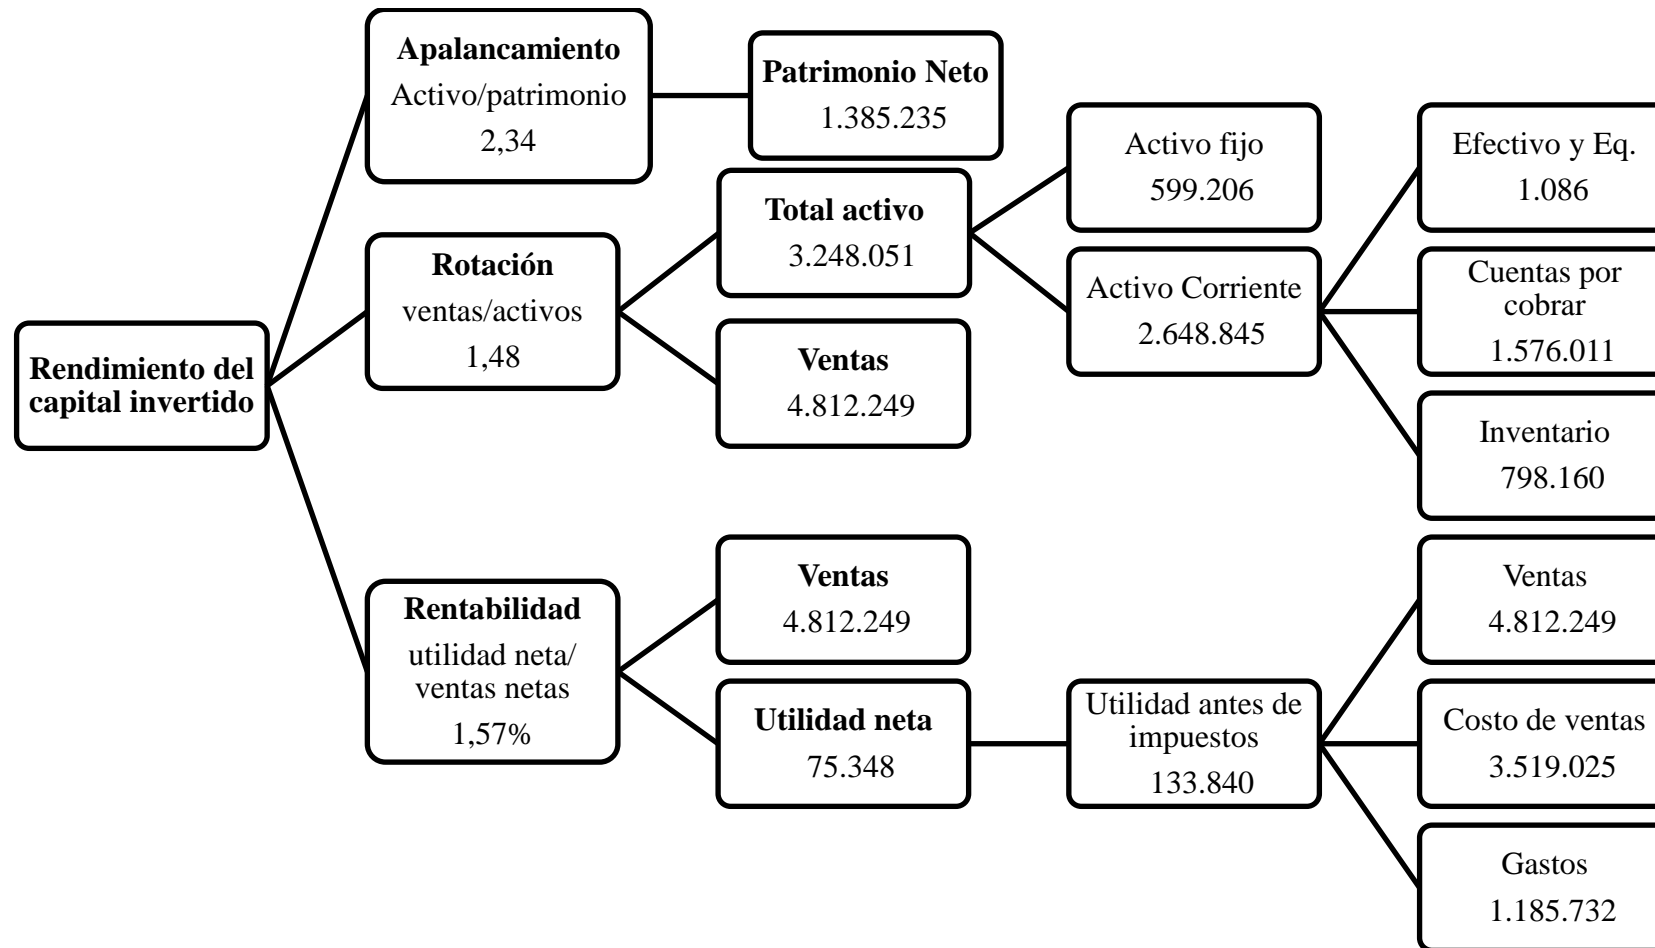 Apalancamiento
Activo/patrimonio
2,34
Patrimonio Neto
1.385.235
Activo fijo
599.206
Efectivo y Eq.
1.086
Total activo
3.248.051
Rotación
ventas/activos
1,48
Activo Corriente
2.648.845
Cuentas por
cobrar
1.576.011
Ventas
4.812.249
Rendimiento del
capital invertido
Inventario
798.160
Rentabilidad
utilidad neta/
ventas netas
1,57%
Ventas
4.812.249
Ventas
4.812.249
Utilidad neta
75.348
Utilidad antes de
impuestos
133.840
Costo de ventas
3.519.025
Gastos
1.185.732